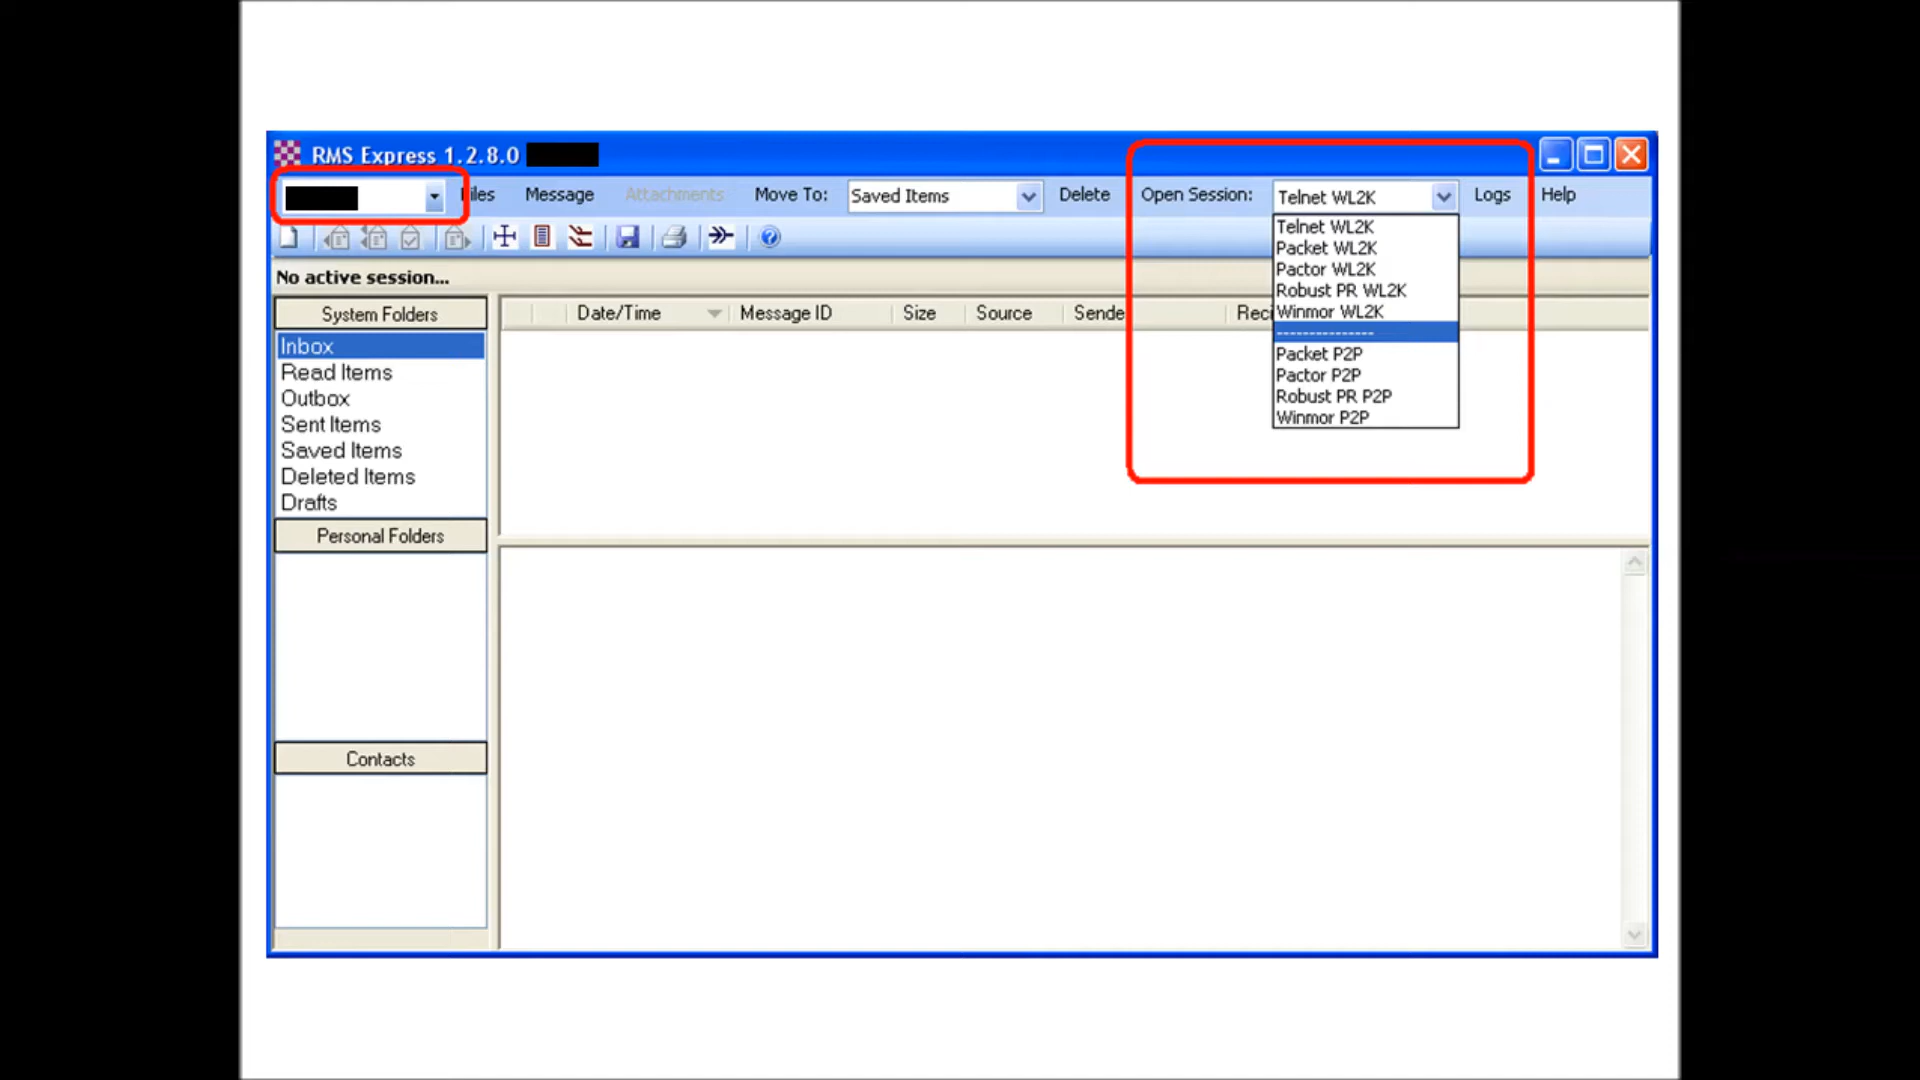 RMS Express 1.2.8.0
iles Message Attachments Move To: Saved Items Delete Open Session: Telnet WL2K Logs Help
Telnet WL2K
Packet WL2K
Pactor WL2K
Robust PR WL2K
Winmor WL2K
---------------
Packet P2P
Pactor P2P
Robust PR P2P
Winmor P2P
No active session...
Date/Time Message ID Size Source Sende Reci
System Folders
Inbox
Read Items
Outbox
Sent Items
Saved Items
Deleted Items
Drafts
Personal Folders
Contacts